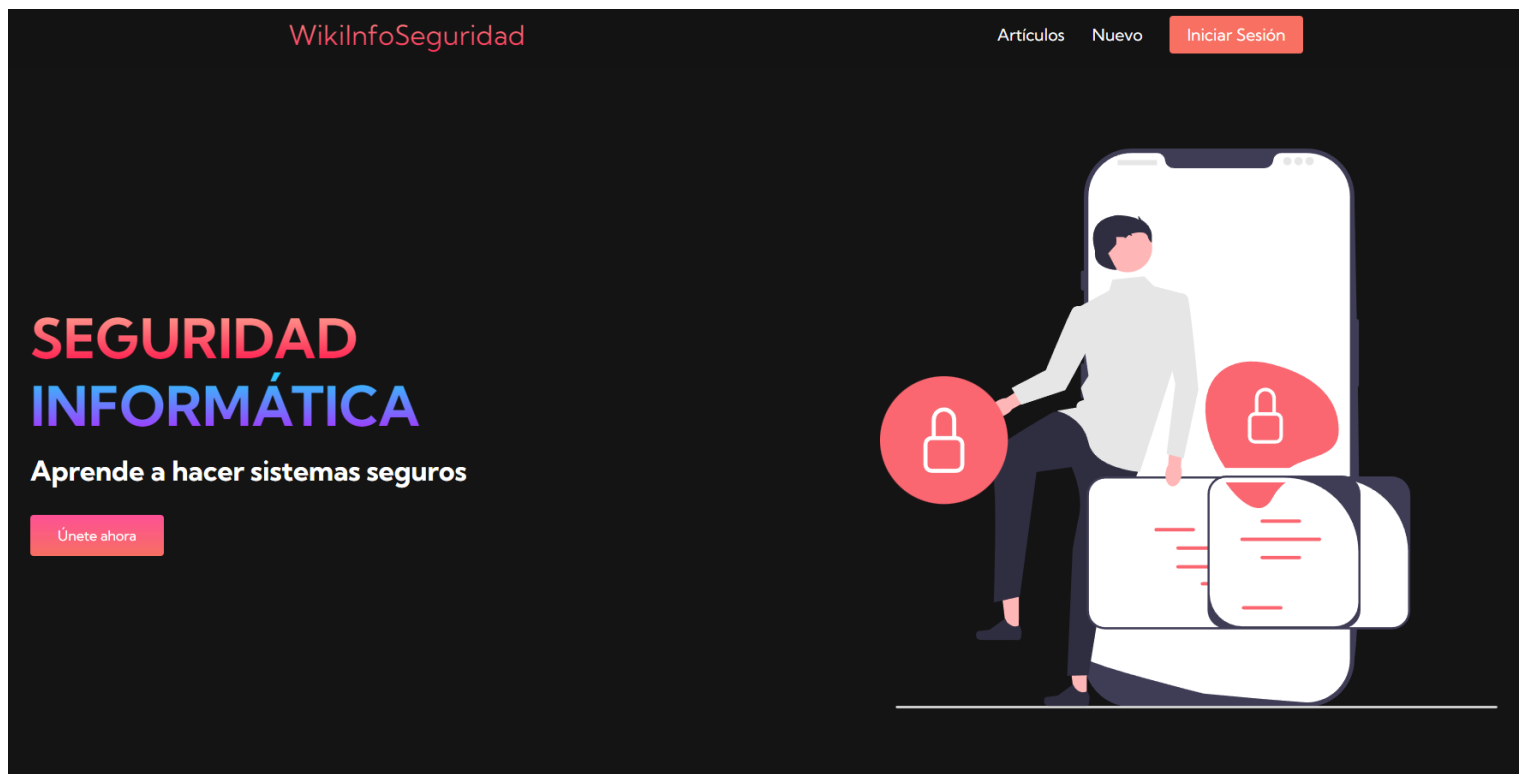 WikiInfoSeguridad
Artículos Nuevo Iniciar Sesión
SEGURIDAD
INFORMÁTICA
Aprende a hacer sistemas seguros
Únete ahora